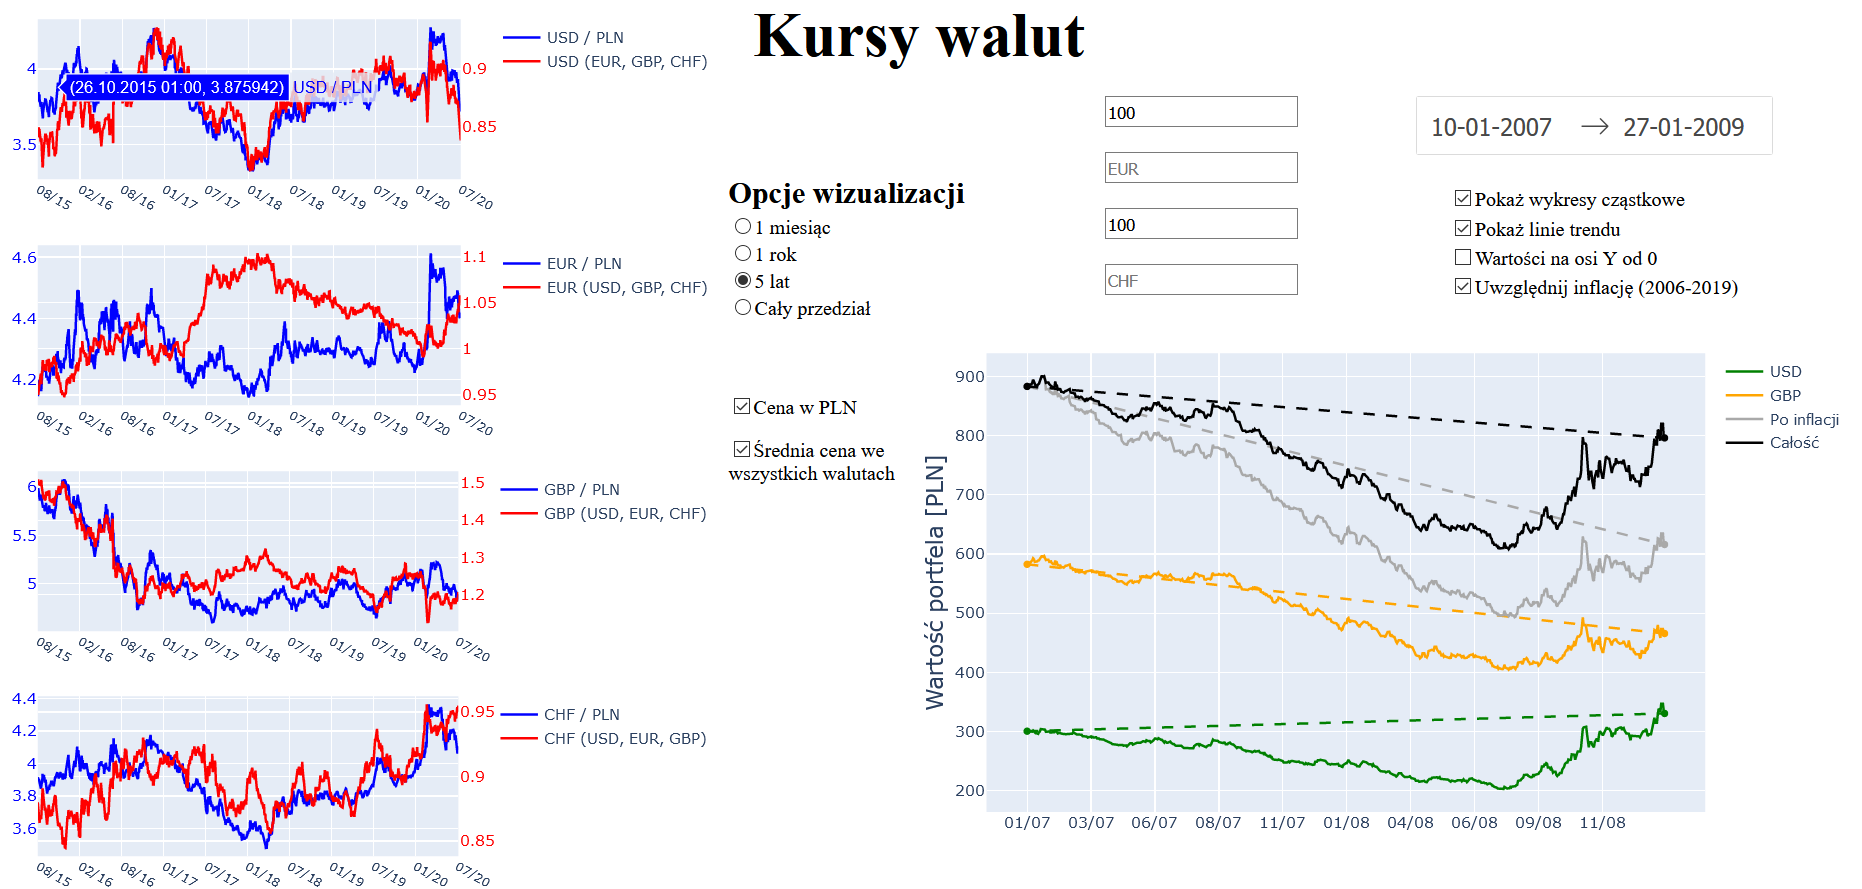 Kursy walut
4
3.5
0.9
0.85
(26.10.2015 01:00, 3.875942) USD / PLN
08/15 02/16 08/16 01/17 07/17 01/18 07/18 01/19 07/19 01/20 07/20
USD / PLN
USD (EUR, GBP, CHF)
4.6
4.4
4.2
1.1
1.05
1
0.95
08/15 02/16 08/16 01/17 07/17 01/18 07/18 01/19 07/19 01/20 07/20
EUR / PLN
EUR (USD, GBP, CHF)
6
5.5
5
1.5
1.4
1.3
1.2
08/15 02/16 08/16 01/17 07/17 01/18 07/18 01/19 07/19 01/20 07/20
GBP / PLN
GBP (USD, EUR, CHF)
4.4
4.2
4
3.8
3.6
0.95
0.9
0.85
08/15 02/16 08/16 01/17 07/17 01/18 07/18 01/19 07/19 01/20 07/20
CHF / PLN
CHF (USD, EUR, GBP)
Opcje wizualizacji
1 miesiąc
1 rok
5 lat
Cały przedział
Cena w PLN
Średnia cena we
wszystkich walutach
100
EUR
100
CHF
10-01-2007 → 27-01-2009
Pokaż wykresy cząstkowe
Pokaż linie trendu
Wartości na osi Y od 0
Uwzględnij inflację (2006-2019)
Wartość portfela [PLN]
900
800
700
600
500
400
300
200
01/07 03/07 06/07 08/07 11/07 01/08 04/08 06/08 09/08 11/08
USD
GBP
Po inflacji
Całość